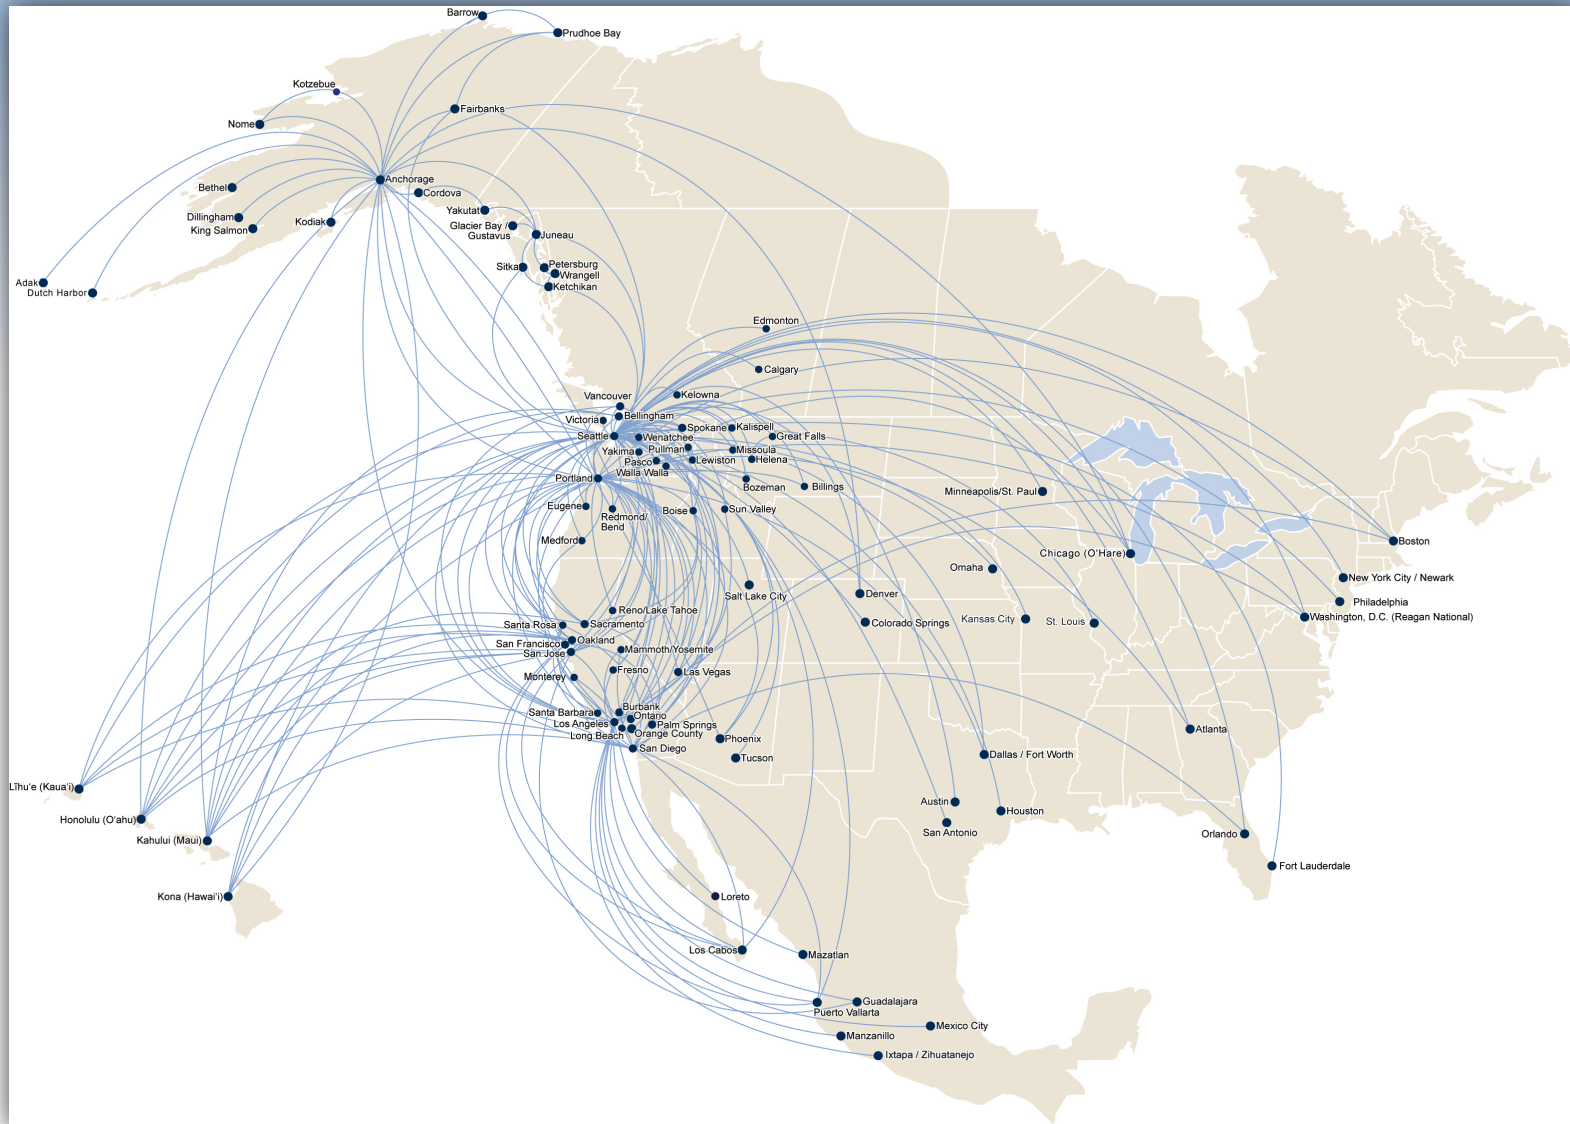 Barrow
Prudhoe Bay
Kotzebue
Fairbanks
Nome
Anchorage
Bethel
Cordova
Yakutat
Dillingham
King Salmon
Kodiak
Glacier Bay /
Gustavus
Juneau
Sitka
Petersburg
Wrangell
Ketchikan
Adak
Dutch Harbor
Edmonton
Calgary
Kelowna
Vancouver
Bellingham
Victoria
Spokane
Kalispell
Seattle
Wenatchee
Great Falls
Yakima
Pullman
Missoula
Pasco
Lewiston
Helena
Walla Walla
Portland
Bozeman
Billings
Minneapolis/St. Paul
Eugene
Redmond/
Bend
Boise
Sun Valley
Medford
Boston
Chicago (O'Hare)
Omaha
New York City / Newark
Salt Lake City
Denver
Philadelphia
Reno/Lake Tahoe
Washington, D.C. (Reagan National)
Santa Rosa
Sacramento
Colorado Springs
Kansas City
St. Louis
Oakland
San Francisco
San Jose
Mammoth/Yosemite
Monterey
Fresno
Las Vegas
Santa Barbara
Burbank
Ontario
Los Angeles
Palm Springs
Long Beach
Orange County
Atlanta
Phoenix
San Diego
Tucson
Dallas / Fort Worth
Līhu'e (Kaua'i)
Austin
Houston
Honolulu (O'ahu)
San Antonio
Orlando
Kahului (Maui)
Fort Lauderdale
Kona (Hawai'i)
Loreto
Los Cabos
Mazatlan
Guadalajara
Puerto Vallarta
Mexico City
Manzanillo
Ixtapa / Zihuatanejo